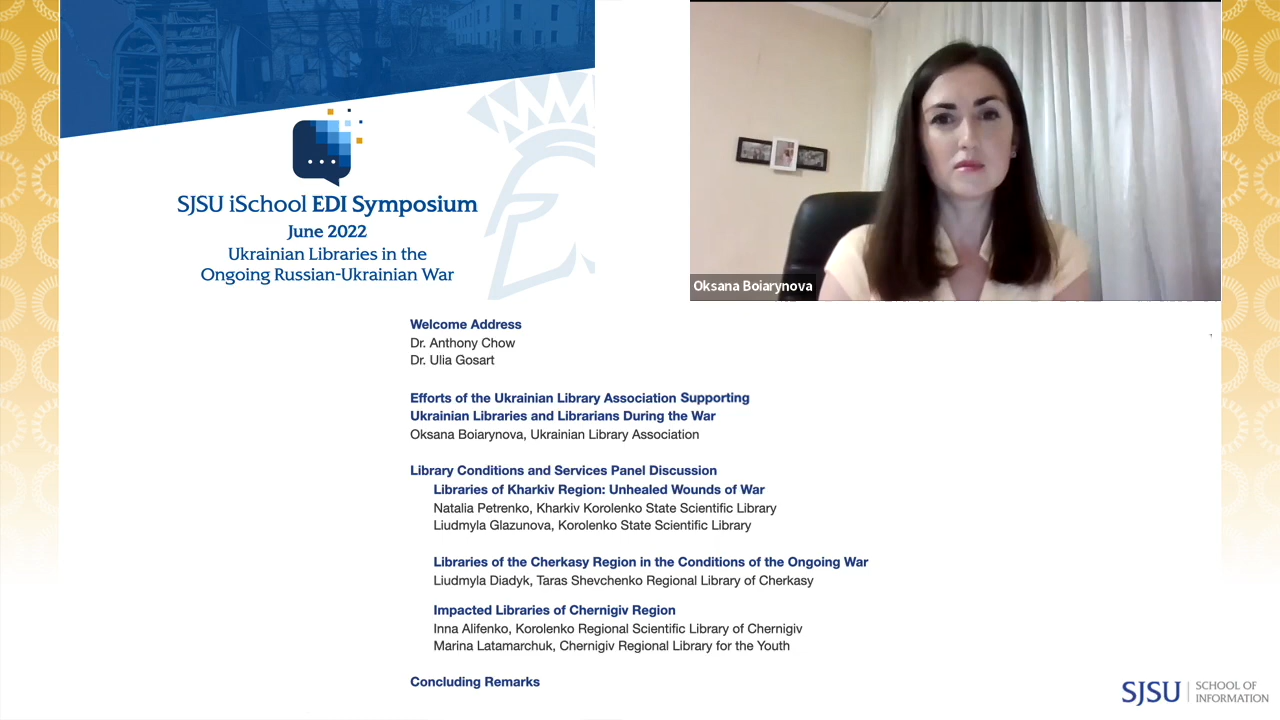 SJSU iSchool EDI Symposium
June 2022
Ukrainian Libraries in the
Ongoing Russian-Ukrainian War
Oksana Boiarynova
Welcome Address
Dr. Anthony Chow
Dr. Ulia Gosart
Efforts of the Ukrainian Library Association Supporting
Ukrainian Libraries and Librarians During the War
Oksana Boiarynova, Ukrainian Library Association
Library Conditions and Services Panel Discussion
Libraries of Kharkiv Region: Unhealed Wounds of War
Natalia Petrenko, Kharkiv Korolenko State Scientific Library
Liudmyla Glazunova, Korolenko State Scientific Library
Libraries of the Cherkasy Region in the Conditions of the Ongoing War
Liudmyla Diadyk, Taras Shevchenko Regional Library of Cherkasy
Impacted Libraries of Chernigiv Region
Inna Alifenko, Korolenko Regional Scientific Library of Chernigiv
Marina Latamarchuk, Chernigiv Regional Library for the Youth
Concluding Remarks
SJSU SCHOOL OF
INFORMATION